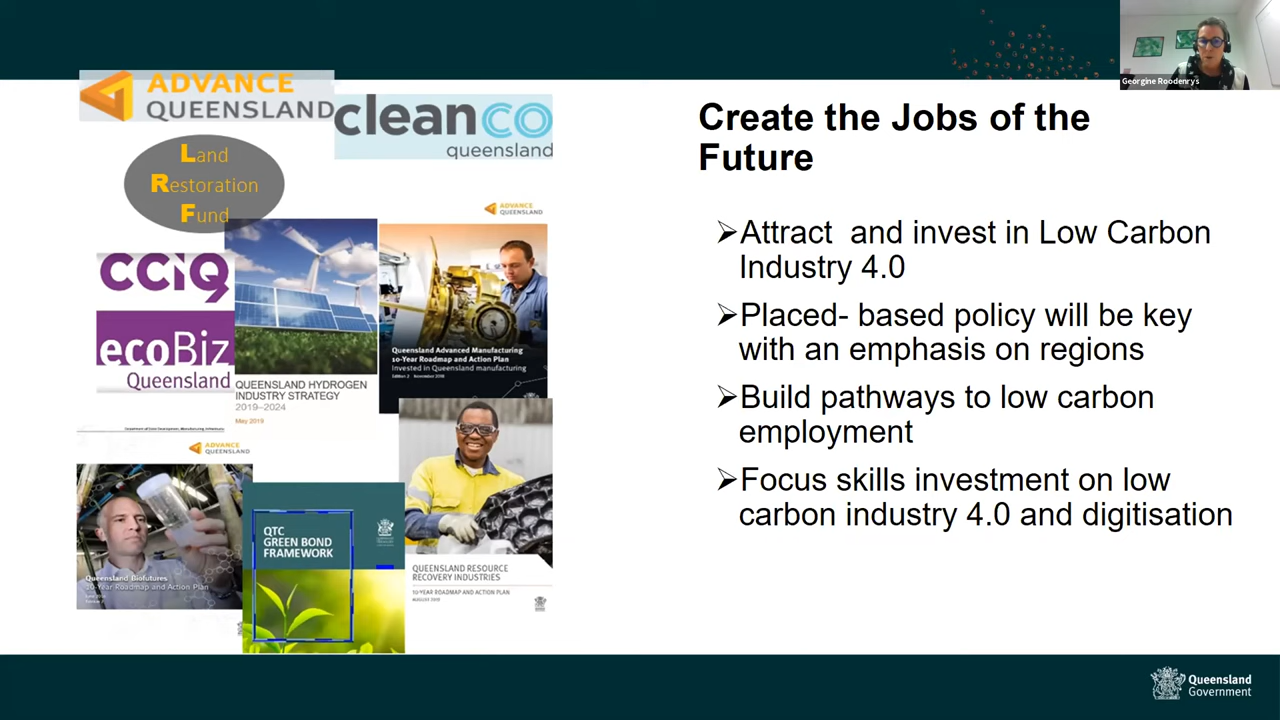 Georgine Roodenrys
ADVANCE
QUEENSLAND
cleanco
queensland
Land
Restoration
Fund
ADVANCE
QUEENSLAND
cciq
ecoBiz
Queensland
QUEENSLAND HYDROGEN
INDUSTRY STRATEGY
2019–2024
May 2019
Queensland Advanced Manufacturing
10-Year Roadmap and Action Plan
Invested in Queensland manufacturing
Edition 2 November 2018
ADVANCE
QUEENSLAND
Queensland Biofutures
10-Year Roadmap and Action Plan
QTC
GREEN BOND
FRAMEWORK
QUEENSLAND RESOURCE
RECOVERY INDUSTRIES
10-YEAR ROADMAP AND ACTION PLAN
Create the Jobs of the
Future
➢Attract  and invest in Low Carbon
Industry 4.0
➢Placed- based policy will be key
with an emphasis on regions
➢Build pathways to low carbon
employment
➢Focus skills investment on low
carbon industry 4.0 and digitisation
Queensland
Government